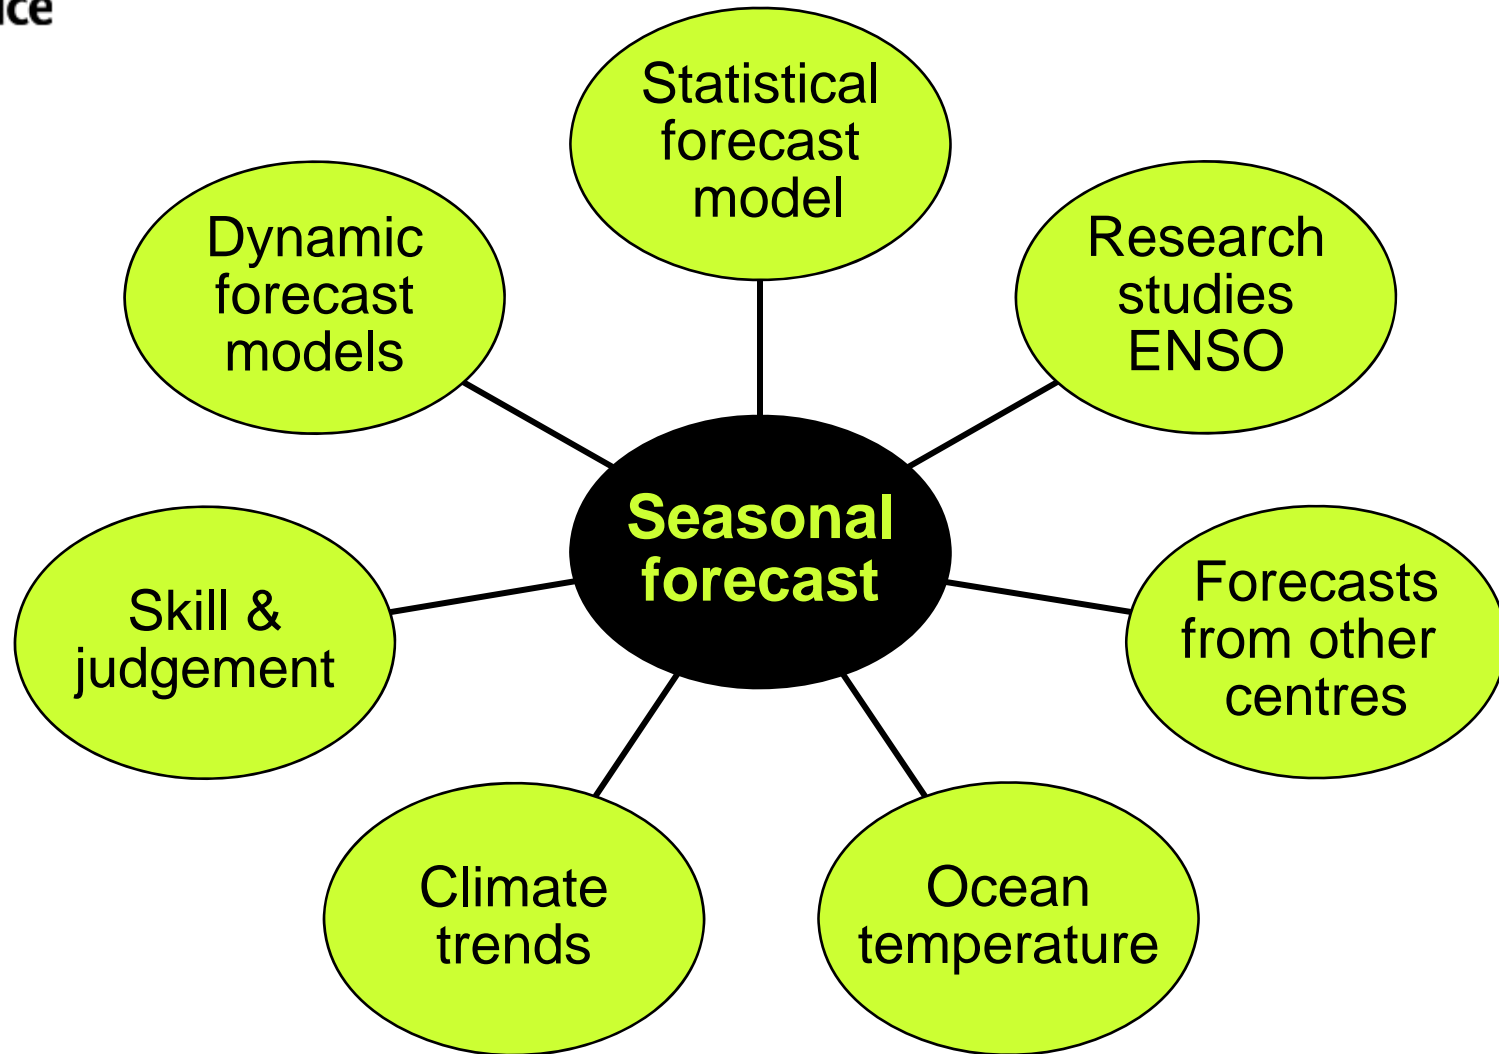 Statistical
forecast
model
Dynamic
forecast
models
Research
studies
ENSO
Seasonal
forecast
Skill &
judgement
Forecasts
from other
centres
Climate
trends
Ocean
temperature